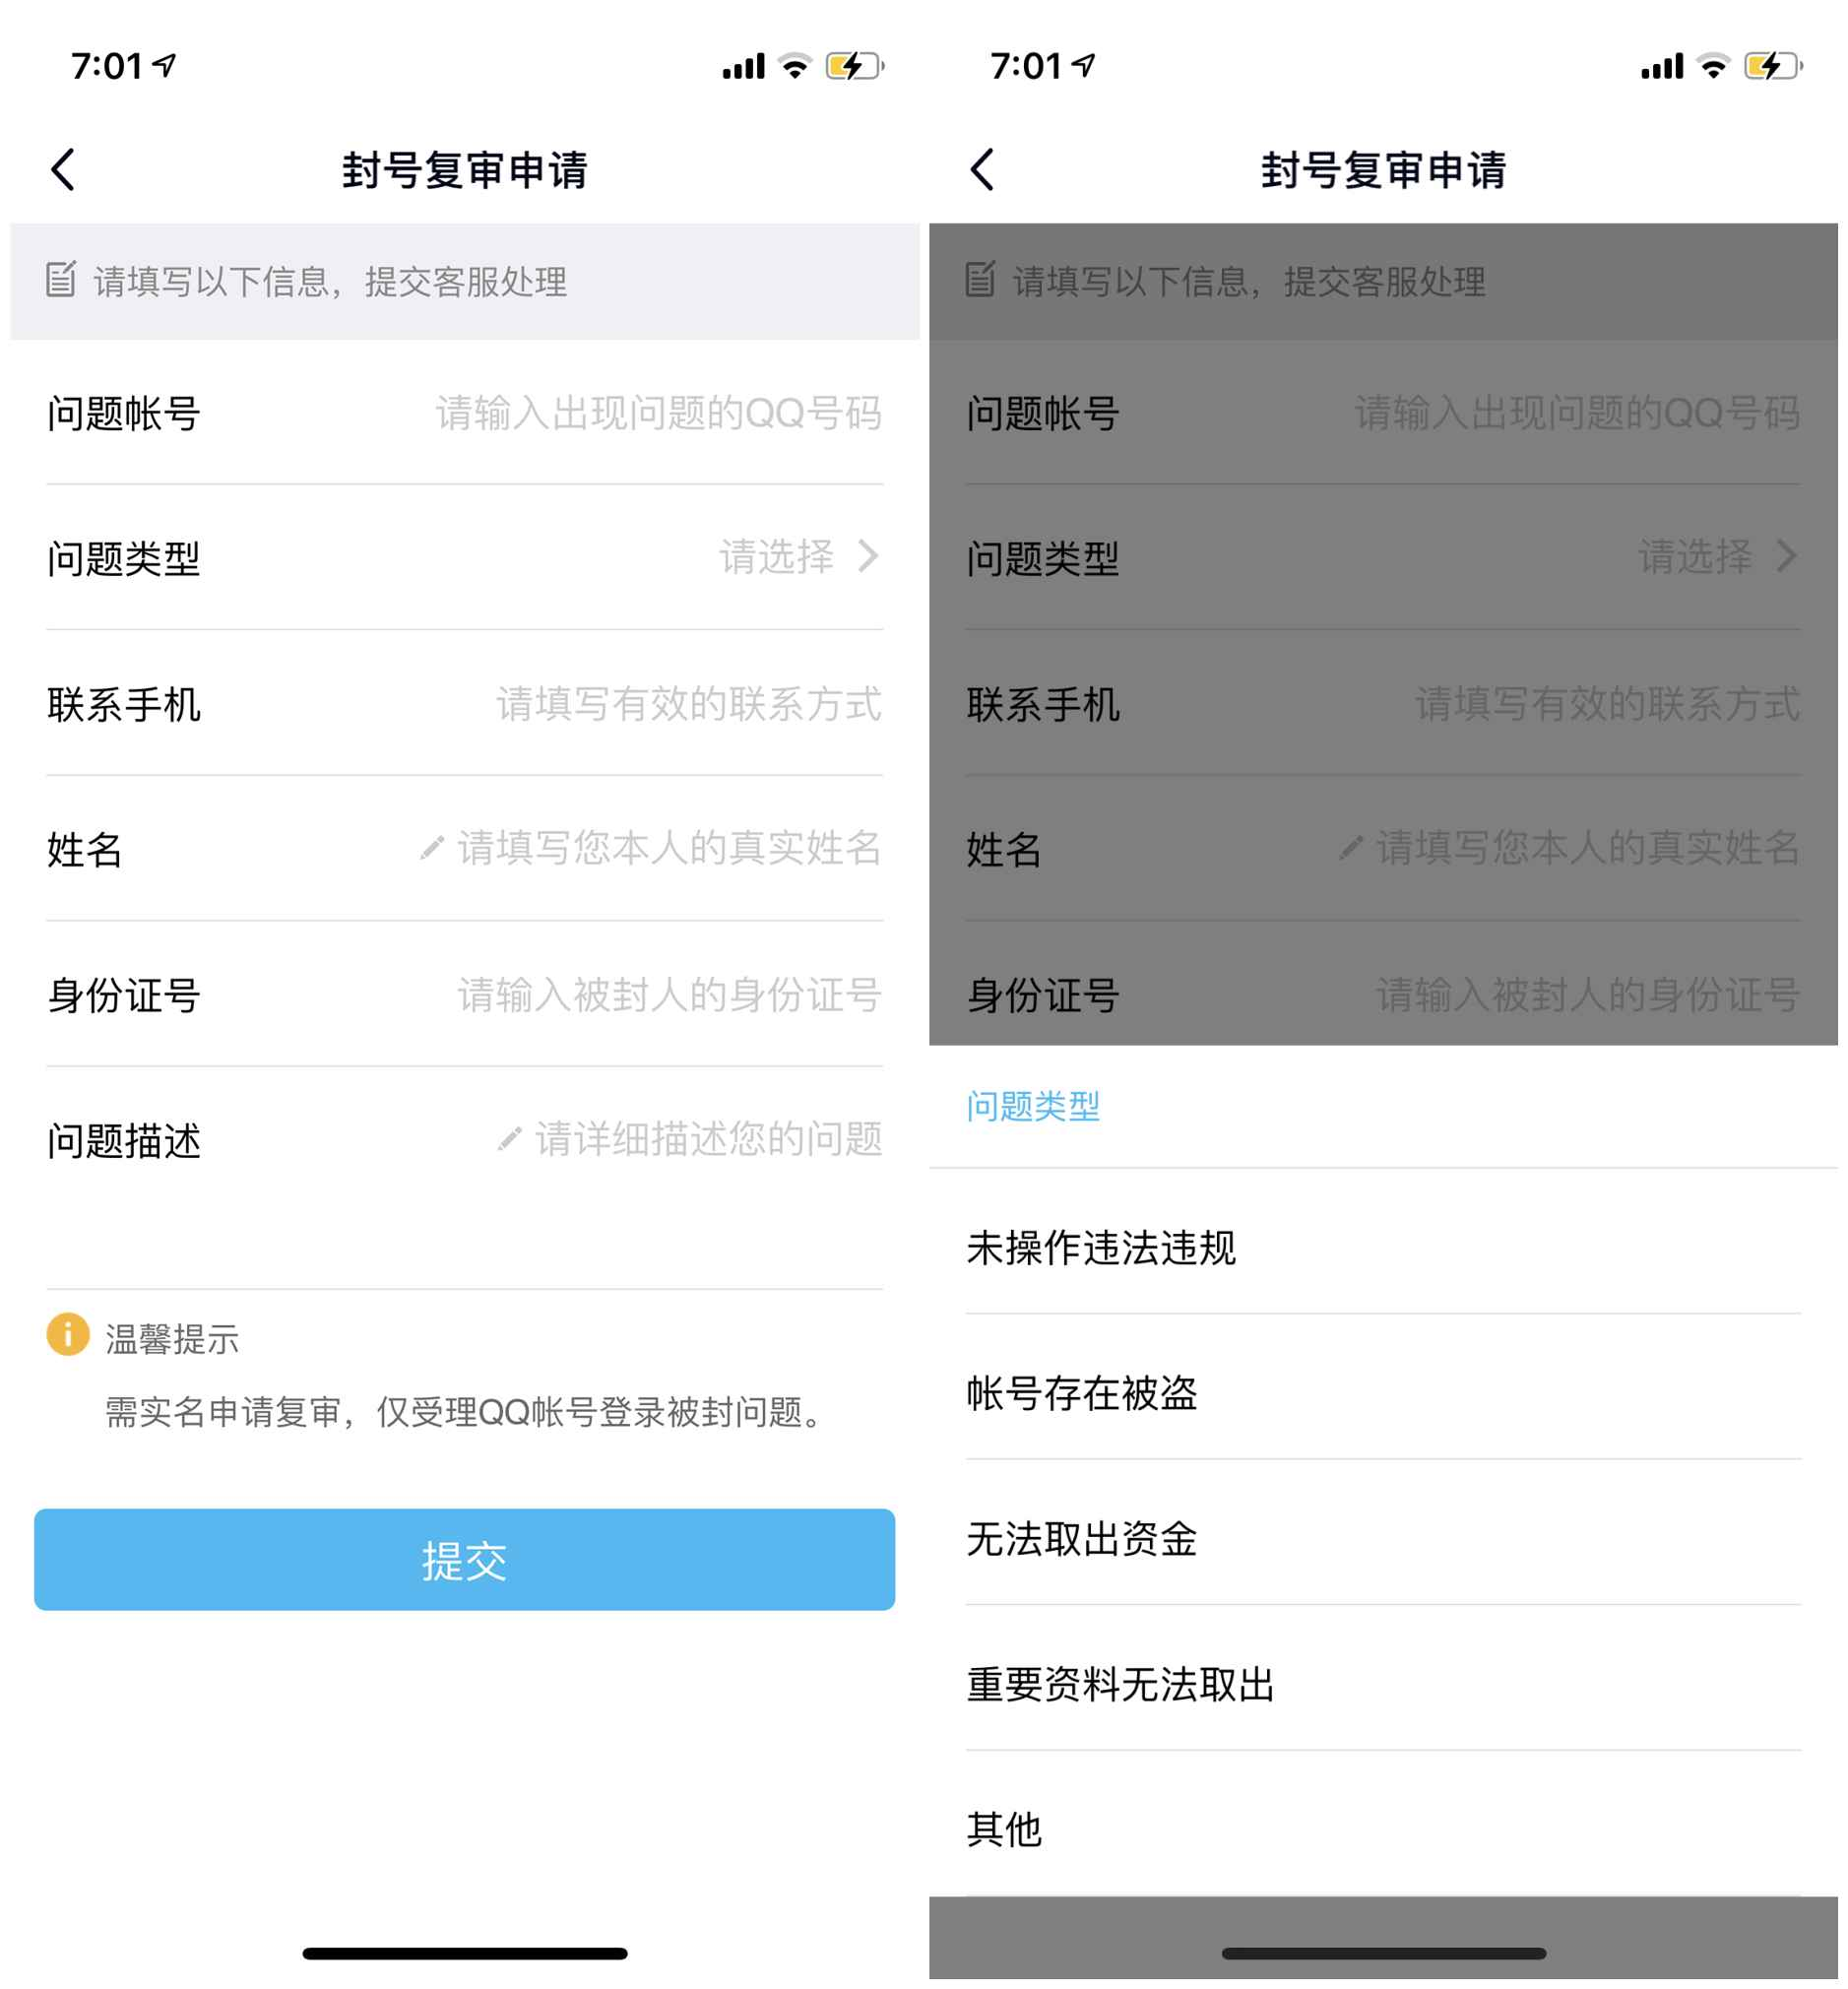 7:01
封号复审申请
请填写以下信息，提交客服处理
问题帐号 请输入出现问题的QQ号码
问题类型 请选择
联系手机 请填写有效的联系方式
姓名 请填写您本人的真实姓名
身份证号 请输入被封人的身份证号
问题描述 请详细描述您的问题
温馨提示
需实名申请复审，仅受理QQ帐号登录被封问题。
提交
7:01
封号复审申请
请填写以下信息，提交客服处理
问题帐号 请输入出现问题的QQ号码
问题类型 请选择
联系手机 请填写有效的联系方式
姓名 请填写您本人的真实姓名
身份证号 请输入被封人的身份证号
问题类型
未操作违法违规
帐号存在被盗
无法取出资金
重要资料无法取出
其他